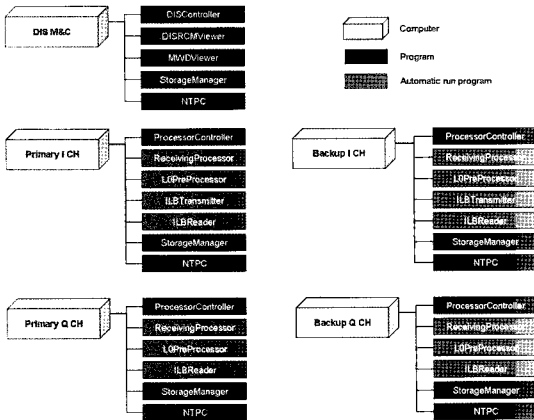 DIS M&C
DISController
DISRCMViewer
MWDViewer
StorageManager
NTPC
Computer
Program
Automatic run program
Primary I CH
ProcessorController
ReceivingProcessor
L0PreProcessor
ILBTransmitter
ILBReader
StorageManager
NTPC
Backup I CH
ProcessorController
ReceivingProcessor
L0PreProcessor
ILBTransmitter
ILBReader
StorageManager
NTPC
Primary Q CH
ProcessorController
ReceivingProcessor
L0PreProcessor
ILBReader
StorageManager
NTPC
Backup Q CH
ProcessorController
ReceivingProcessor
L0PreProcessor
ILBReader
StorageManager
NTPC